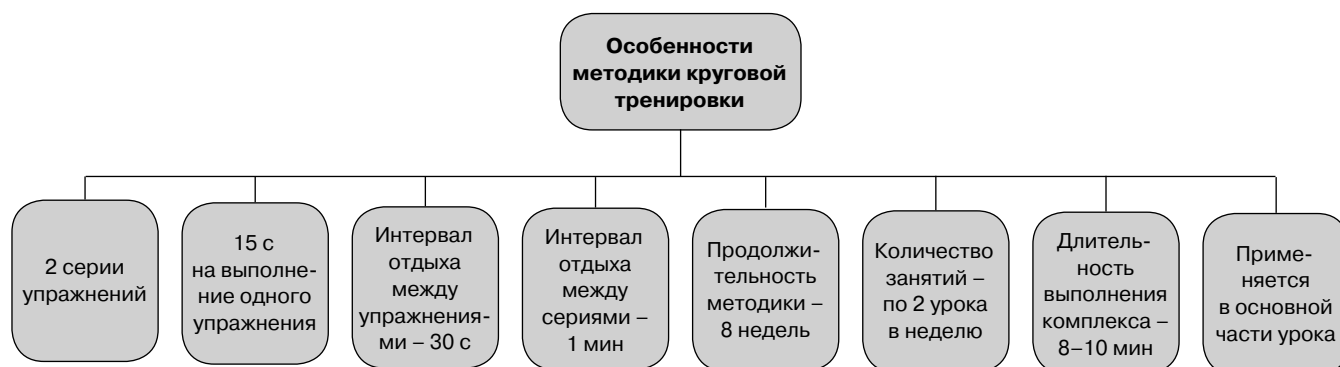 Особенности
методики круговой
тренировки
2 серии
упражнений
15 с
на выполне-
ние одного
упражнения
Интервал
отдыха
между
упражнения-
ми – 30 с
Интервал
отдыха
между
сериями –
1 мин
Продолжи-
тельность
методики –
8 недель
Количество
занятий –
по 2 урока
в неделю
Длитель-
ность
выполнения
комплекса –
8–10 мин
Приме-
няется
в основной
части урока